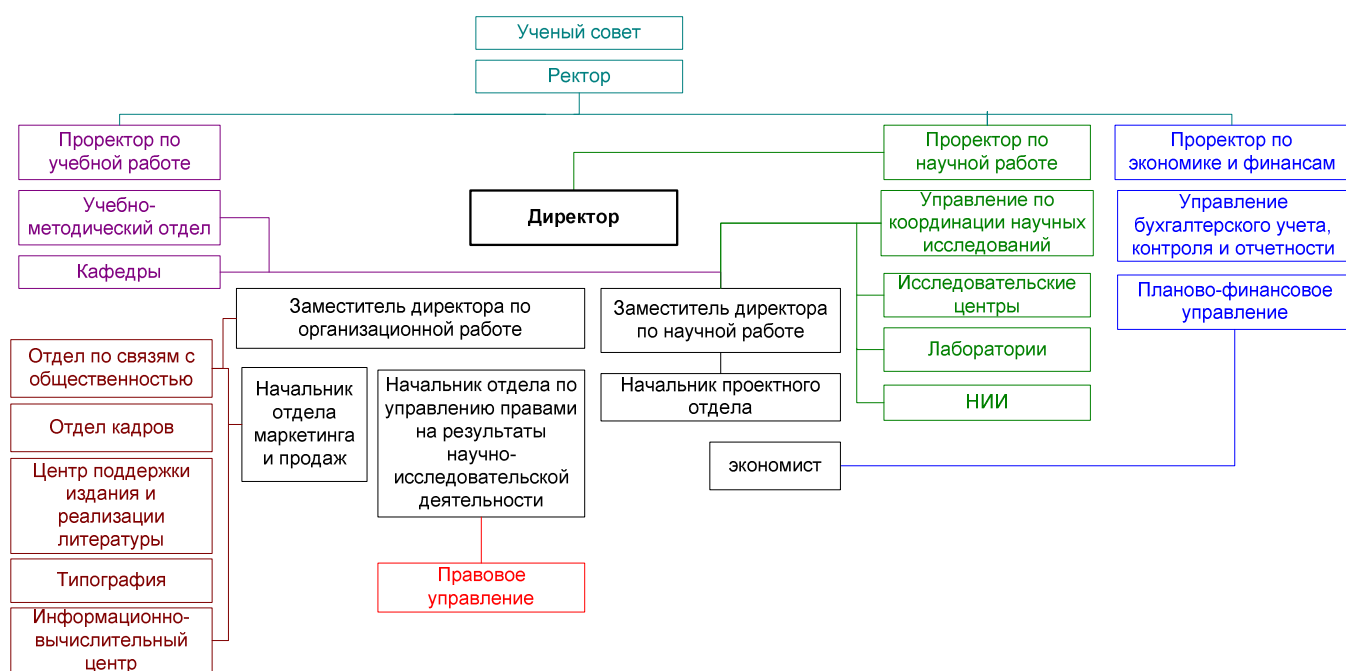 Ученый совет
Ректор
Проректор по
учебной работе
Проректор по
научной работе
Проректор по
экономике и финансам
Учебно-
методический отдел
Директор
Управление по
координации научных
исследований
Управление
бухгалтерского учета,
контроля и отчетности
Кафедры
Исследовательские
центры
Планово-финансовое
управление
Заместитель директора по
организационной работе
Заместитель директора
по научной работе
Лаборатории
Отдел по связям с
общественностью
Начальник
отдела
маркетинга
и продаж
Начальник отдела по
управлению правами
на результаты
научно-
исследовательской
деятельности
Начальник проектного
отдела
НИИ
Отдел кадров
экономист
Центр поддержки
издания и
реализации
литературы
Типография
Правовое
управление
Информационно-
вычислительный
центр